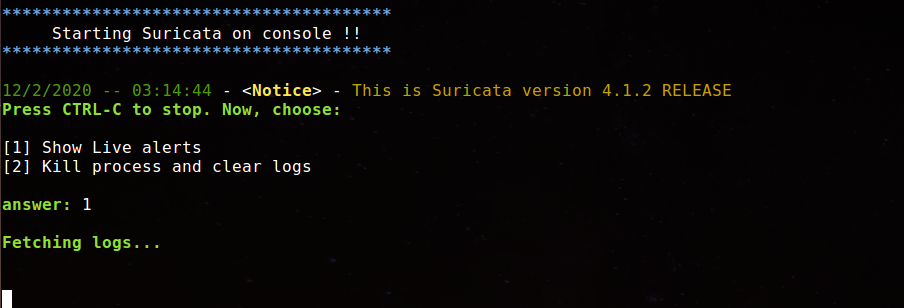 ***************************************
Starting Suricata on console !!
***************************************
12/2/2020 -- 03:14:44 - <Notice> - This is Suricata version 4.1.2 RELEASE
Press CTRL-C to stop. Now, choose:
[1] Show Live alerts
[2] Kill process and clear logs
answer: 1
Fetching logs...